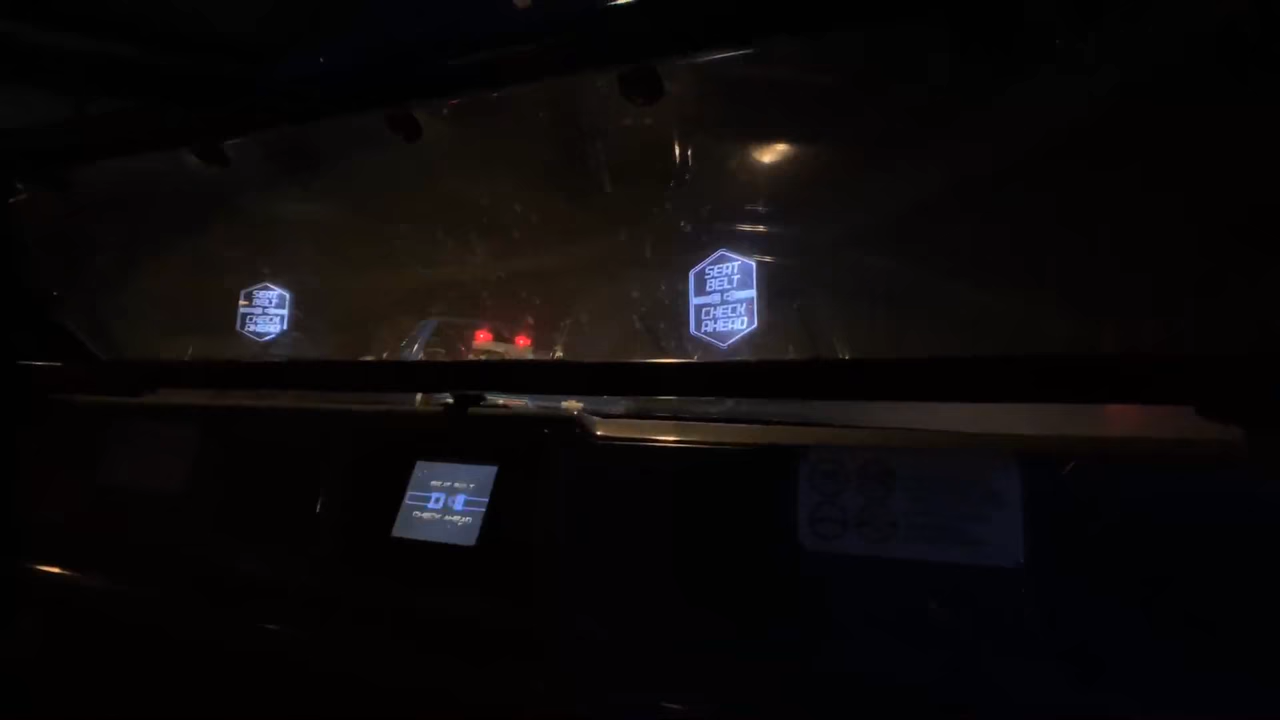 SEAT
BELT
CHECK
AHEAD
SEAT
BELT
CHECK
AHEAD
SEAT BELT
CHECK AHEAD